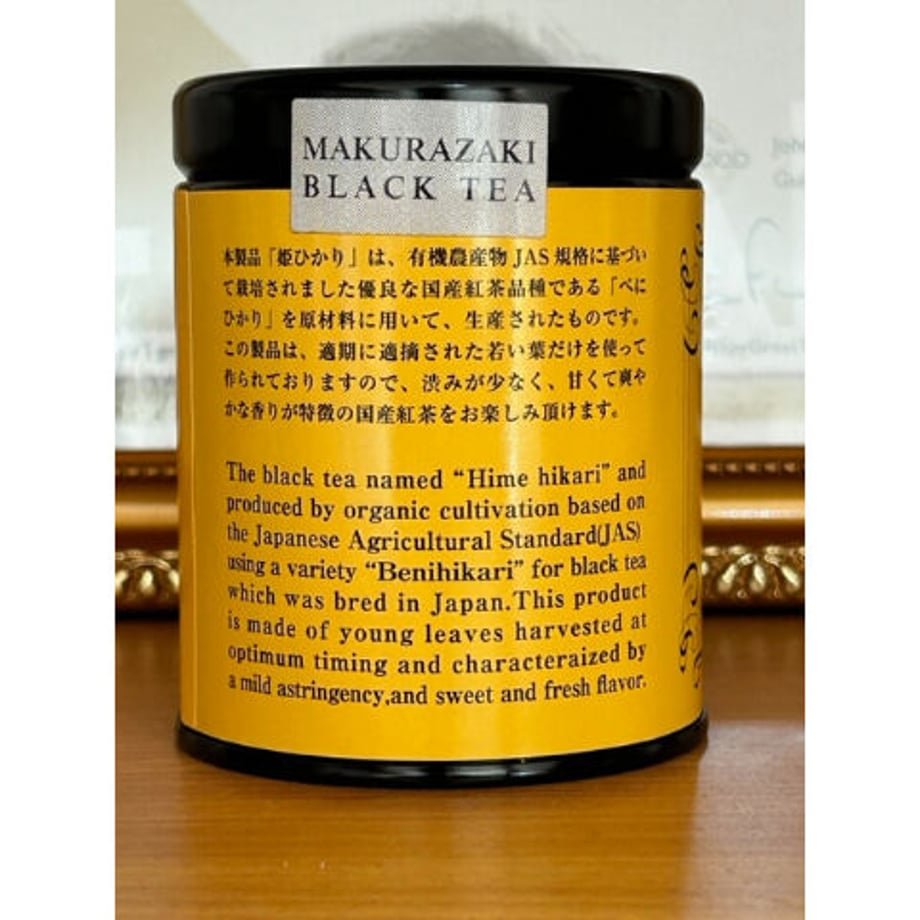 MAKURAZAKI
BLACK TEA
本製品「姫ひかり」は、有機農産物 JAS 規格に基づい
て栽培されました優良な国産紅茶品種である「べに
ひかり」を原材料に用いて、生産されたものです。
この製品は、適期に適摘された若い葉だけを使って
作られておりますので、渋みが少なく、甘くて爽や
かな香りが特徴の国産紅茶をお楽しみ頂けます。
The black tea named “Hime hikari” and
produced by organic cultivation based on
the Japanese Agricultural Standard(JAS)
using a variety “Benihikari” for black tea
which was bred in Japan.This product
is made of young leaves harvested at
optimum timing and characteraized by
a mild astringency,and sweet and fresh flavor.